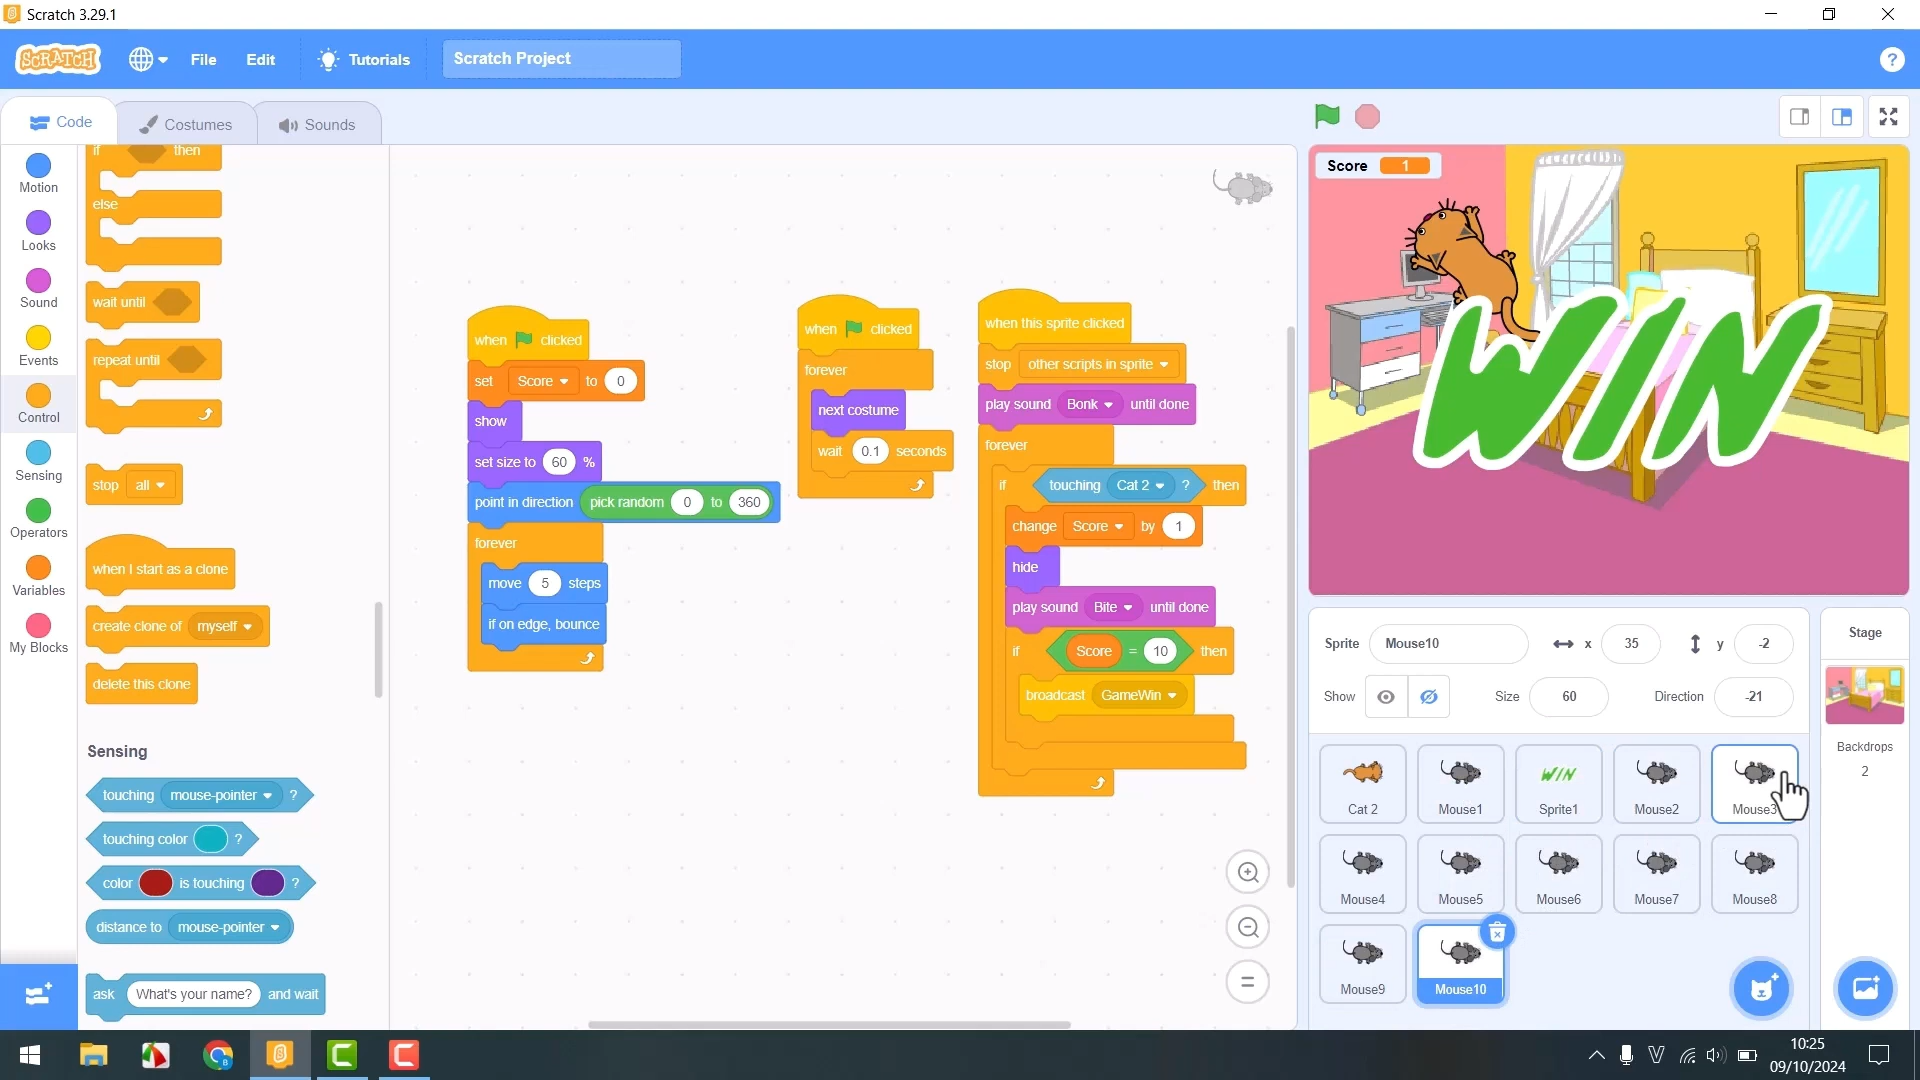 Scratch 3.29.1
SCRATCH
File
Edit
Tutorials
Scratch Project
?
Code
Costumes
Sounds
Motion
Looks
Sound
Events
Control
Sensing
Operators
Variables
My Blocks
if then
else
wait until
repeat until
stop all
when I start as a clone
create clone of myself
delete this clone
Sensing
touching mouse-pointer ?
touching color ?
color is touching ?
distance to mouse-pointer
ask What's your name? and wait
when clicked
set Score to 0
show
set size to 60 %
point in direction pick random 0 to 360
forever
move 5 steps
if on edge, bounce
when clicked
forever
next costume
wait 0.1 seconds
when this sprite clicked
stop other scripts in sprite
play sound Bonk until done
forever
if touching Cat 2 ? then
change Score by 1
hide
play sound Bite until done
if Score = 10 then
broadcast GameWin
Score 1
WIN
Sprite Mouse10 x 35 y -2
Show Size 60 Direction -21
Stage
Backdrops
2
WIN
Cat 2 Mouse1 Sprite1 Mouse2 Mouse3
Mouse4 Mouse5 Mouse6 Mouse7 Mouse8
Mouse9 Mouse10
10:25
09/10/2024